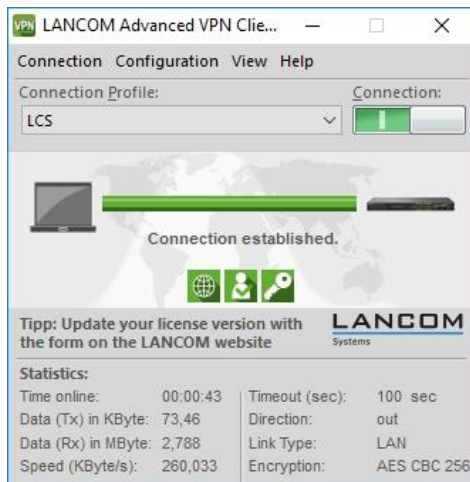 VPN LANCOM Advanced VPN Clie...
Connection Configuration View Help
Connection Profile: Connection:
LCS
Connection established.
Tipp: Update your license version with
the form on the LANCOM website
LANCOM
Systems
Statistics:
Time online: 00:00:43 Timeout (sec): 100 sec
Data (Tx) in KByte: 73,46 Direction: out
Data (Rx) in MByte: 2,788 Link Type: LAN
Speed (KByte/s): 260,033 Encryption: AES CBC 256